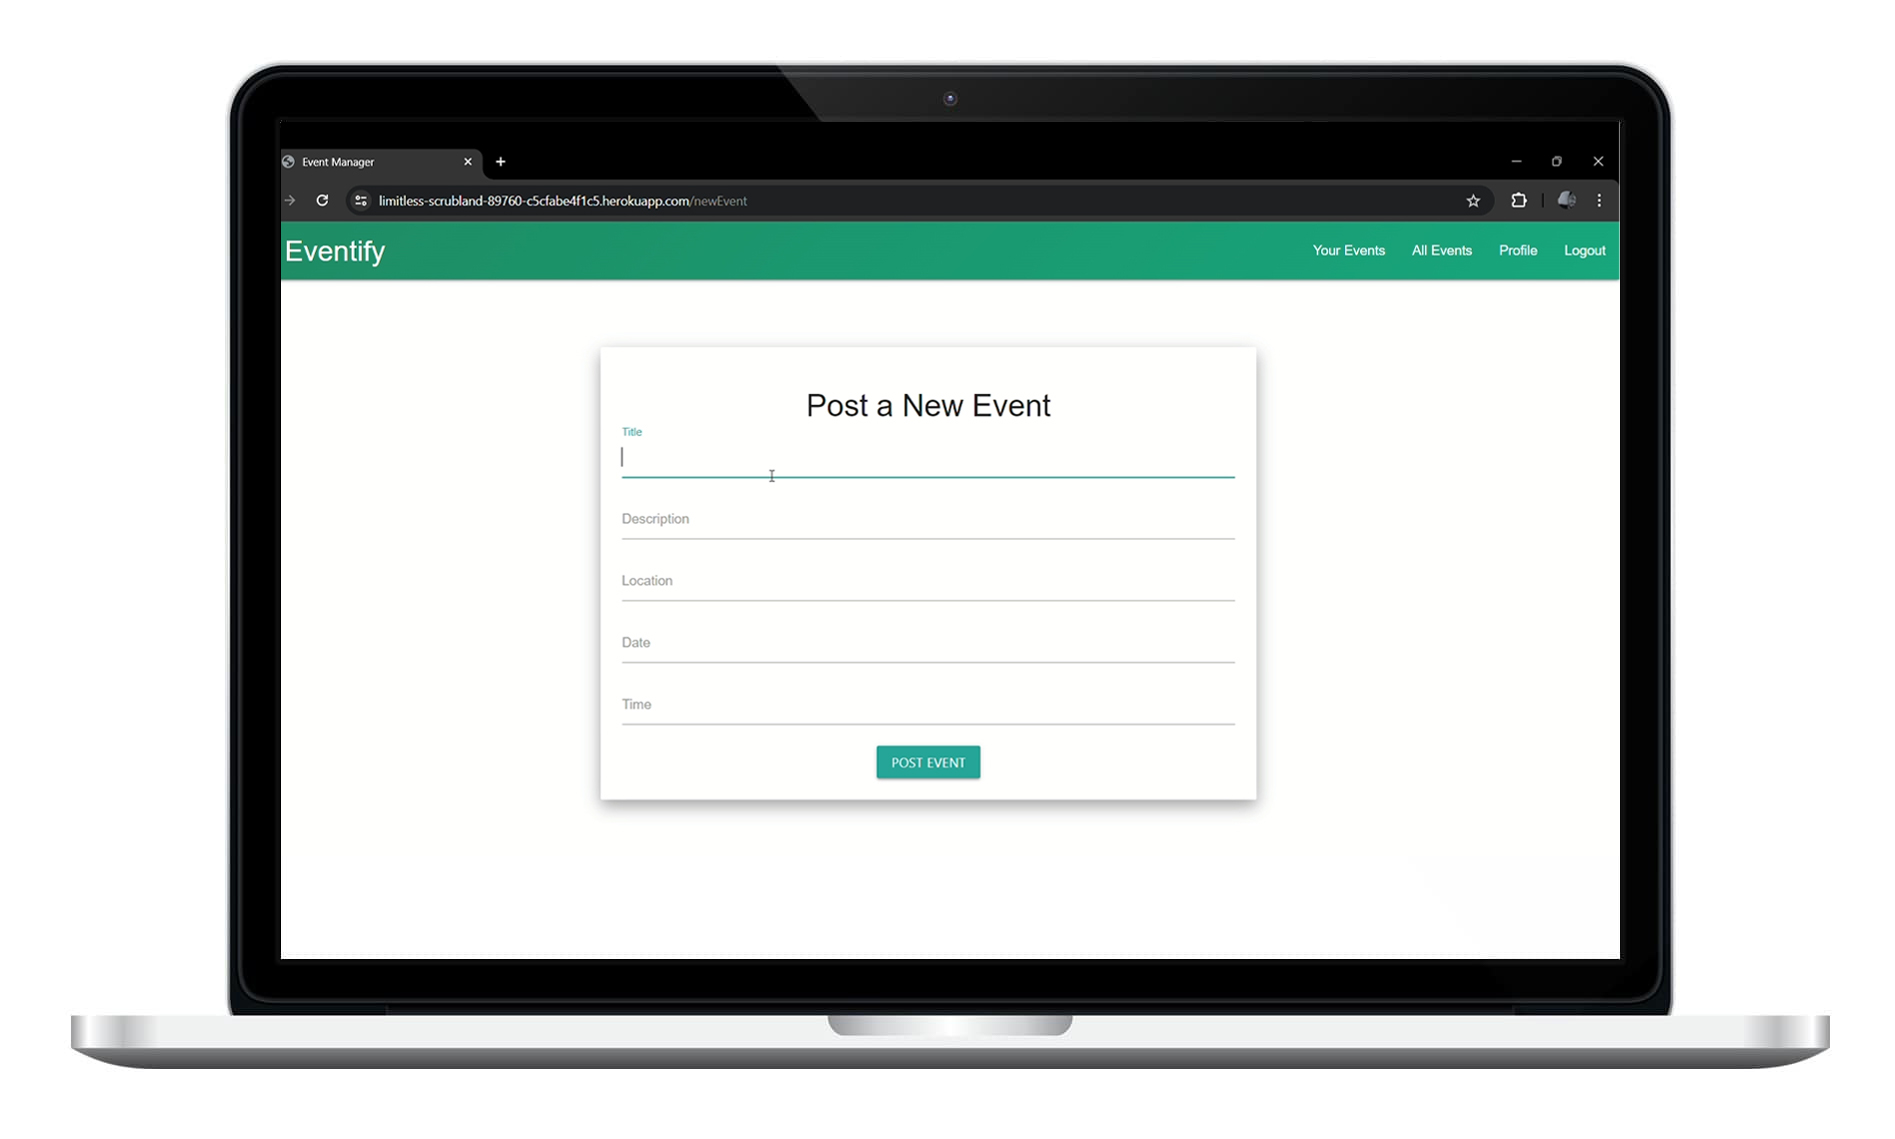 Event Manager
limitless-scrubland-89760-c5cfabe4f1c5.herokuapp.com/newEvent
Eventify
Your Events
All Events
Profile
Logout
Post a New Event
Title
Description
Location
Date
Time
POST EVENT